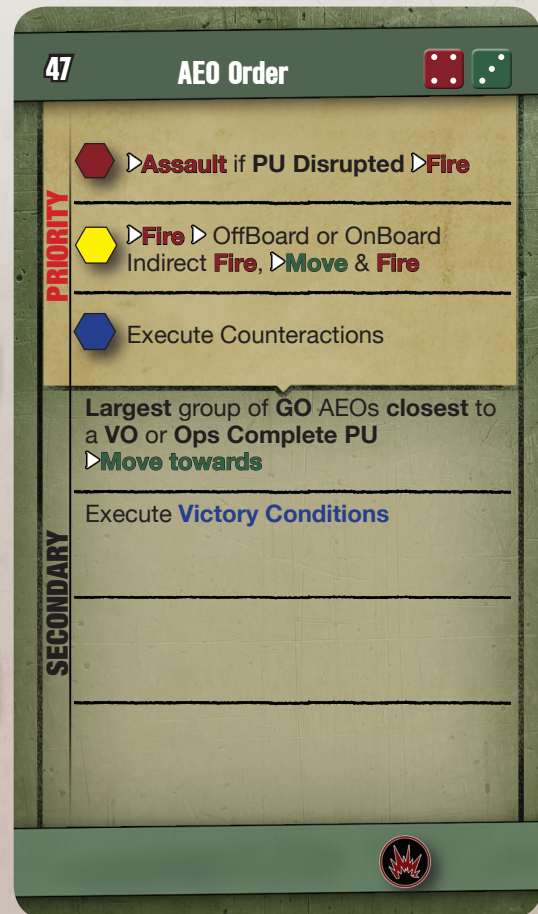 47 AEO Order
PRIORITY
Assault if PU Disrupted Fire
Fire OffBoard or OnBoard
Indirect Fire, Move & Fire
Execute Counteractions
SECONDARY
Largest group of GO AEOs closest to
a VO or Ops Complete PU
Move towards
Execute Victory Conditions